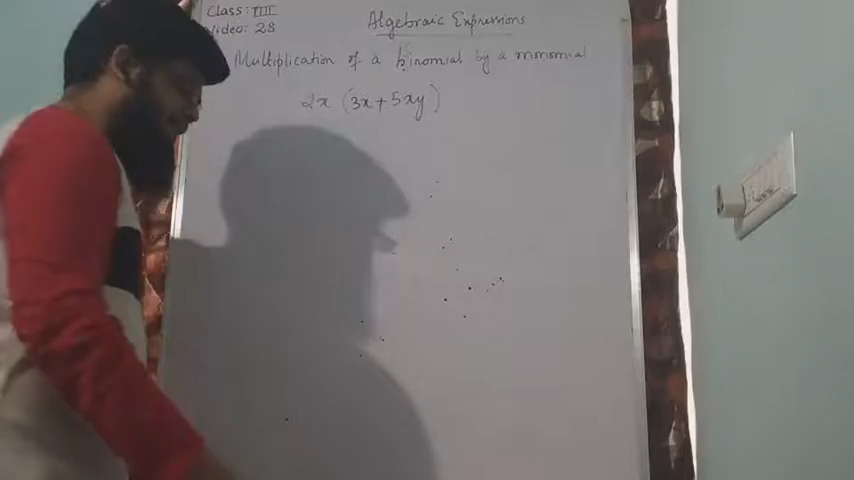 Class: VIII
Video: 28
Algebraic Expressions
Multiplication of a binomial by a monomial
2x (3x + 5xy)